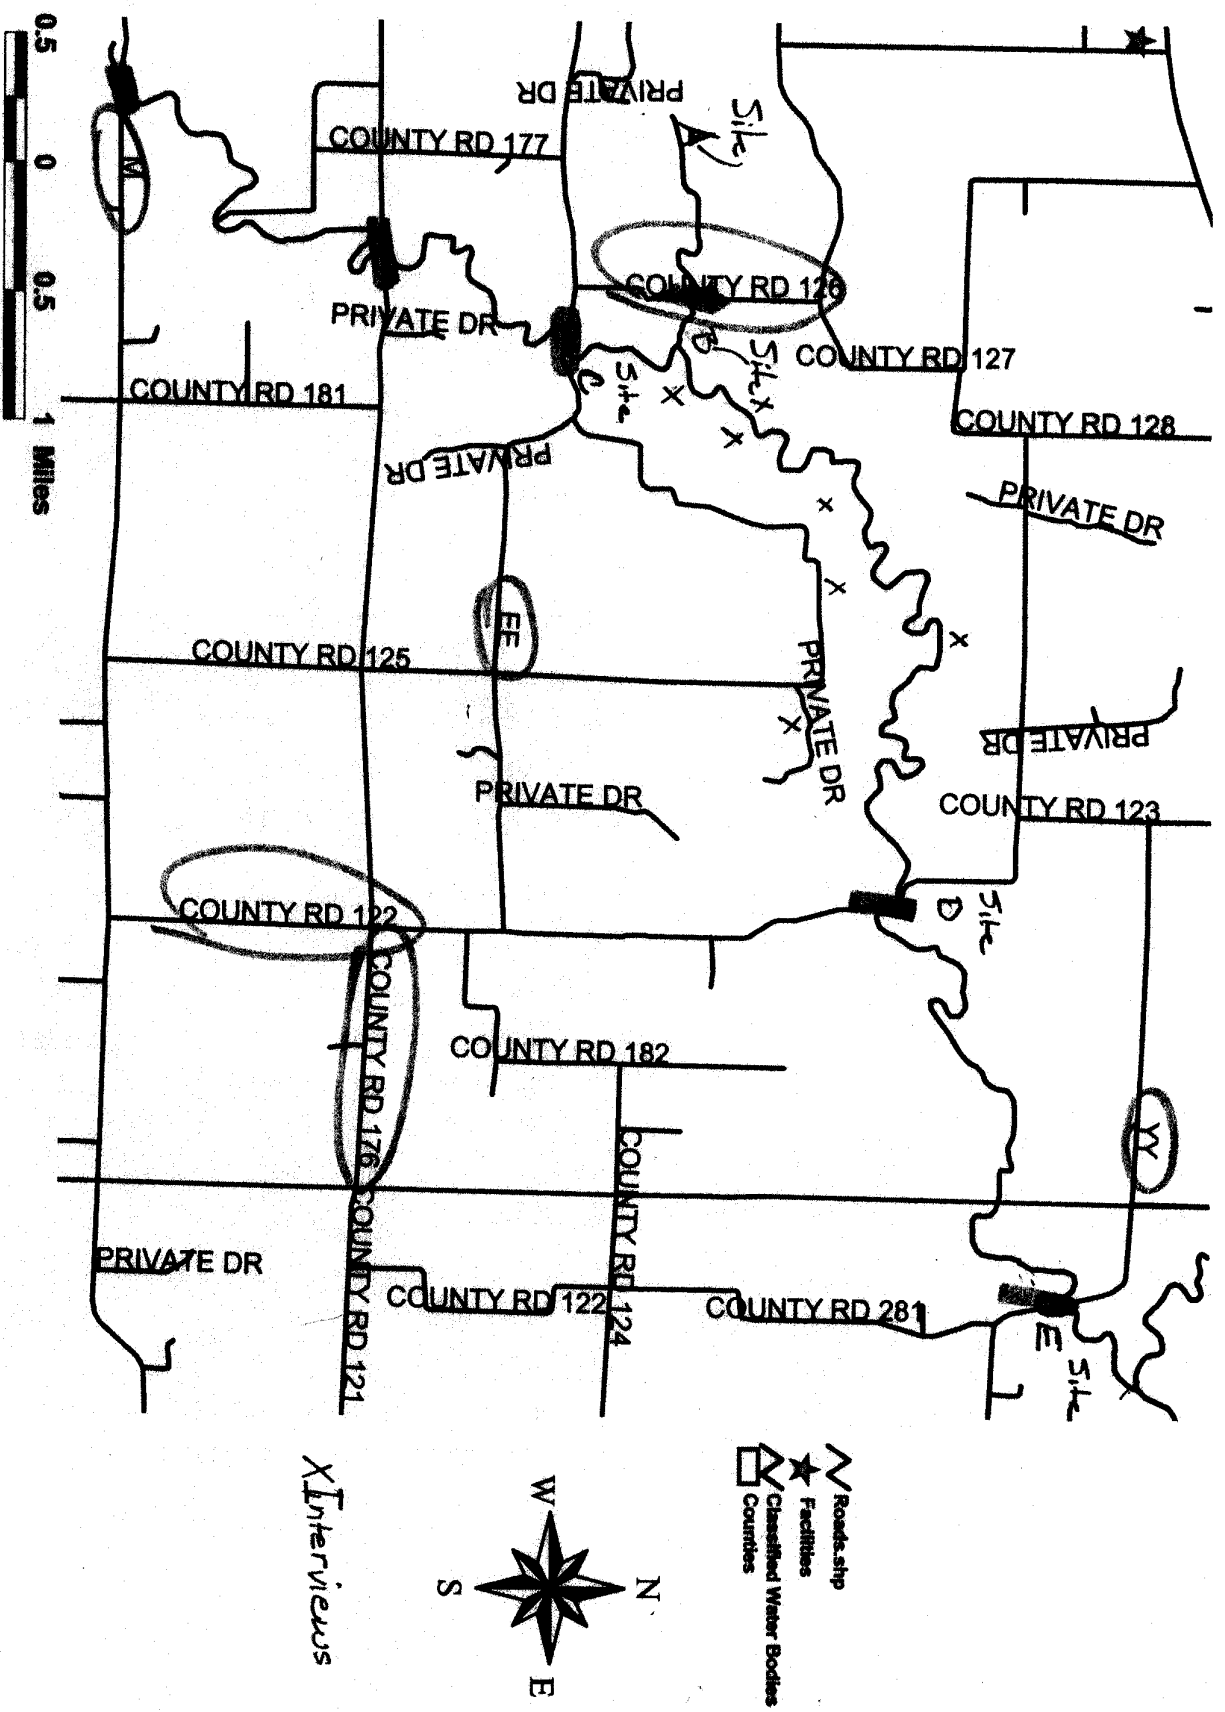 0.5 0 0.5 1 Miles
PRIVATE DR
Site
A
COUNTY RD 177
M
COUNTY RD 126
PRIVATE DR
B Site
COUNTY RD 127
Site
C
COUNTY RD 181
COUNTY RD 128
PRIVATE DR
PRIVATE DR
X
X
X
X
X
X
X
EE
COUNTY RD 125
PRIVATE DR
PRIVATE DR
PRIVATE DR
COUNTY RD 123
COUNTY RD 122
Site
D
COUNTY RD 176
COUNTY RD 182
YY
COUNTY RD 124
COUNTY RD 121
PRIVATE DR
COUNTY RD 122
COUNTY RD 281
Site
E
Roads.shp
Facilities
Classified Water Bodies
Counties
W
N
S
E
X Interviews